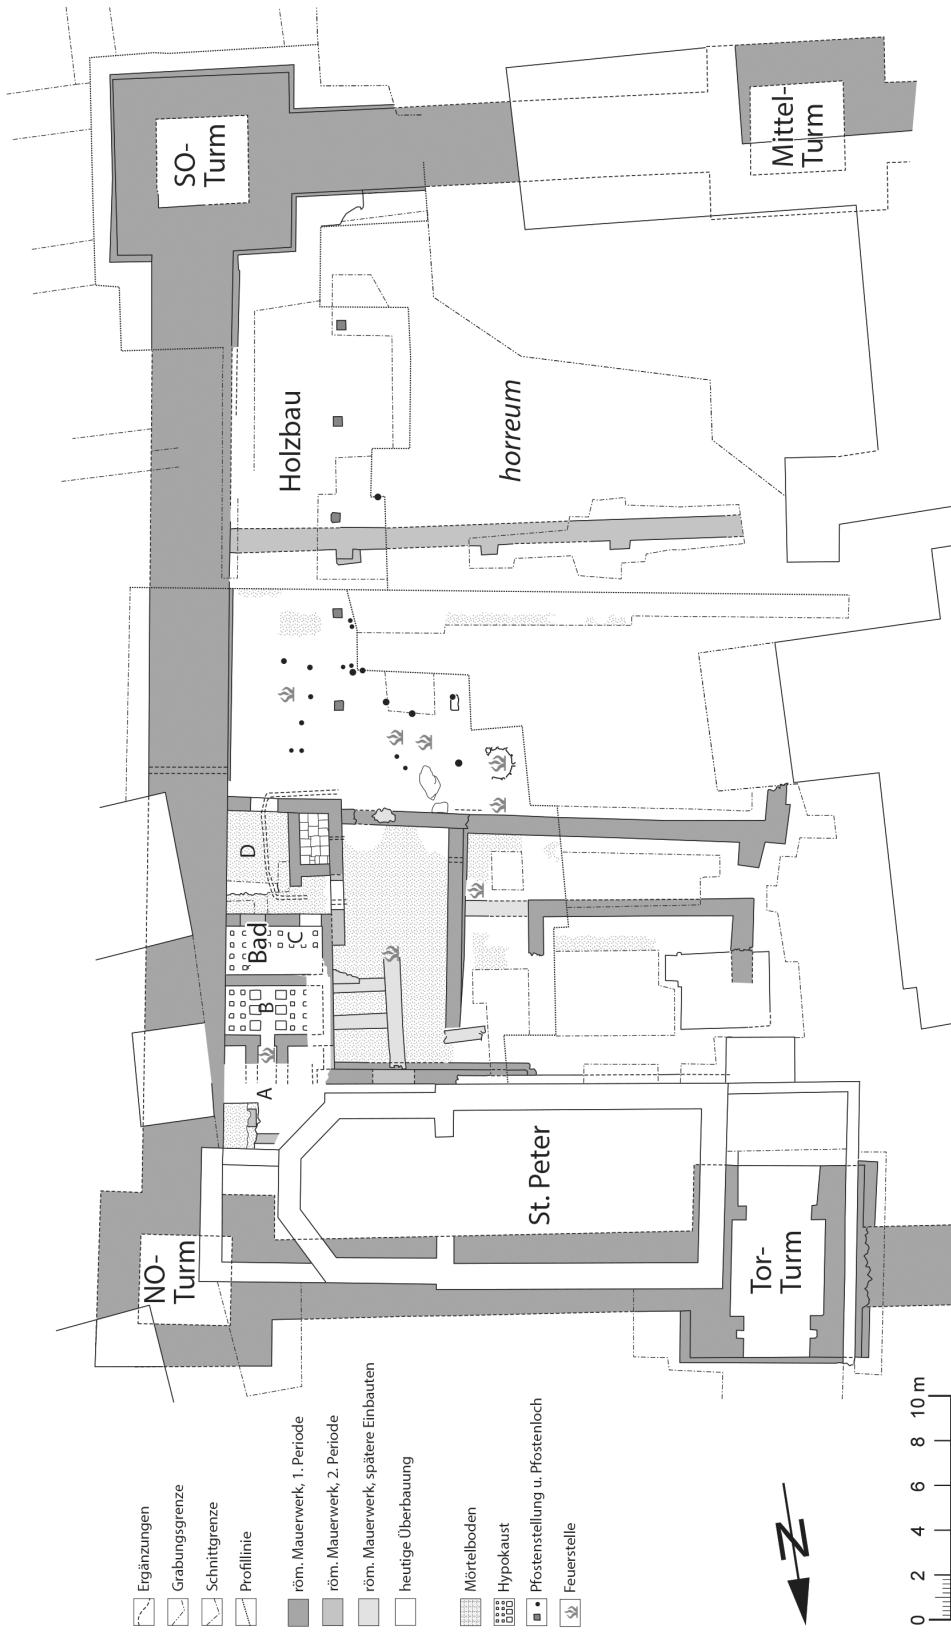 SO-
Turm
Mittel-
Turm
Holzbau
horreum
D
Bad
C
B
A
St. Peter
NO-
Turm
Tor-
Turm
Ergänzungen
Grabungsgrenze
Schnittgrenze
Profillinie
röm. Mauerwerk, 1. Periode
röm. Mauerwerk, 2. Periode
röm. Mauerwerk, spätere Einbauten
heutige Überbauung
Mörtelboden
Hypokaust
Pfostenstellung u. Pfostenloch
Feuerstelle
N
0 2 4 6 8 10 m